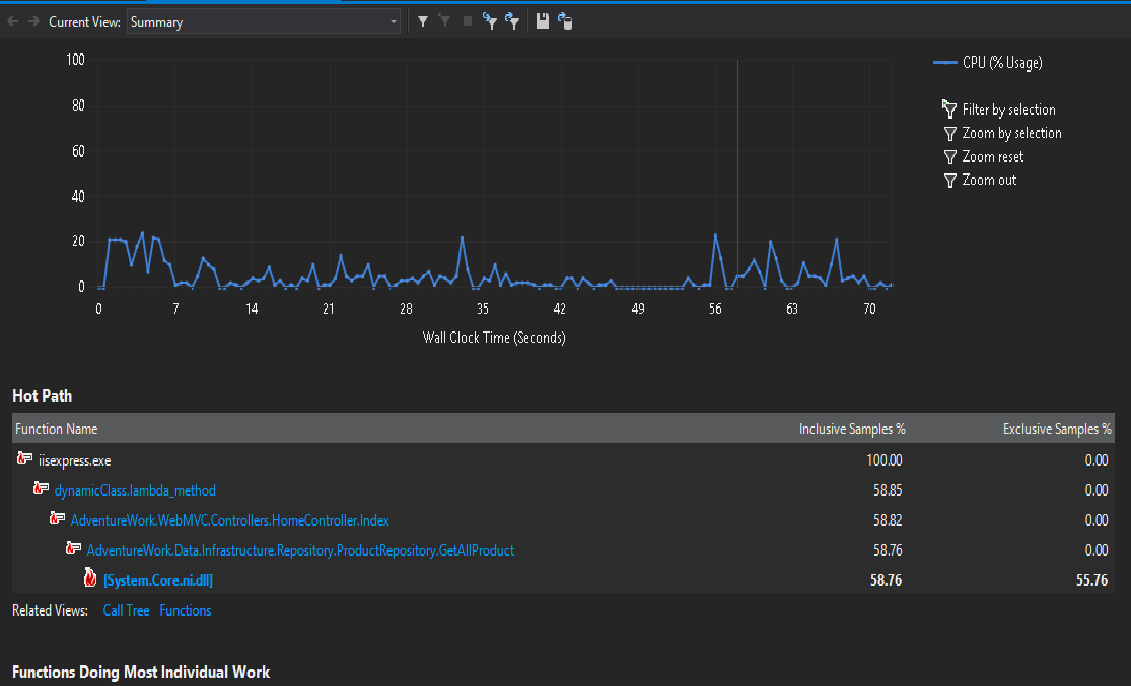 Current View: Summary
100
80
60
40
20
0
0 7 14 21 28 35 42 49 56 63 70
Wall Clock Time (Seconds)
CPU (% Usage)
Filter by selection
Zoom by selection
Zoom reset
Zoom out
Hot Path
Function Name Inclusive Samples % Exclusive Samples %
iisexpress.exe 100.00 0.00
dynamicClass.lambda_method 58.85 0.00
AdventureWork.WebMVC.Controllers.HomeController.Index 58.82 0.00
AdventureWork.Data.Infrastructure.Repository.ProductRepository.GetAllProduct 58.76 0.00
[System.Core.ni.dll] 58.76 55.76
Related Views: Call Tree Functions
Functions Doing Most Individual Work